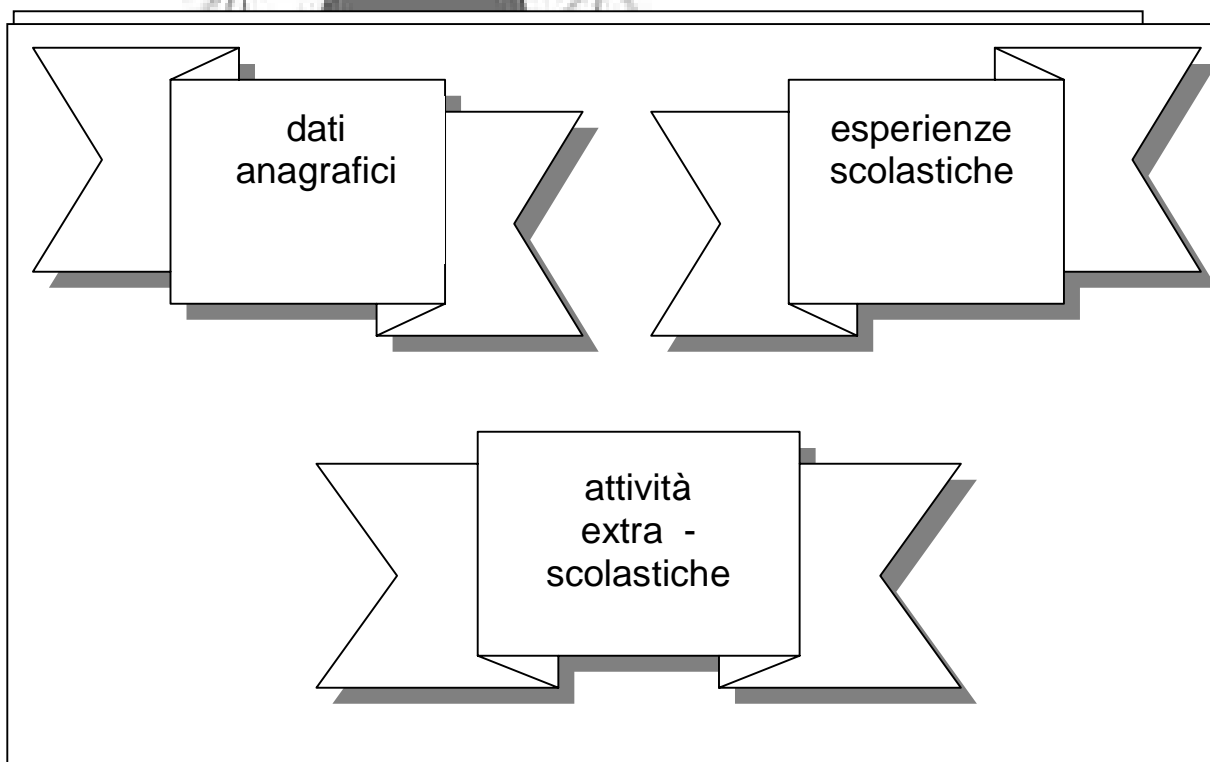 dati
anagrafici
esperienze
scolastiche
attività
extra -
scolastiche